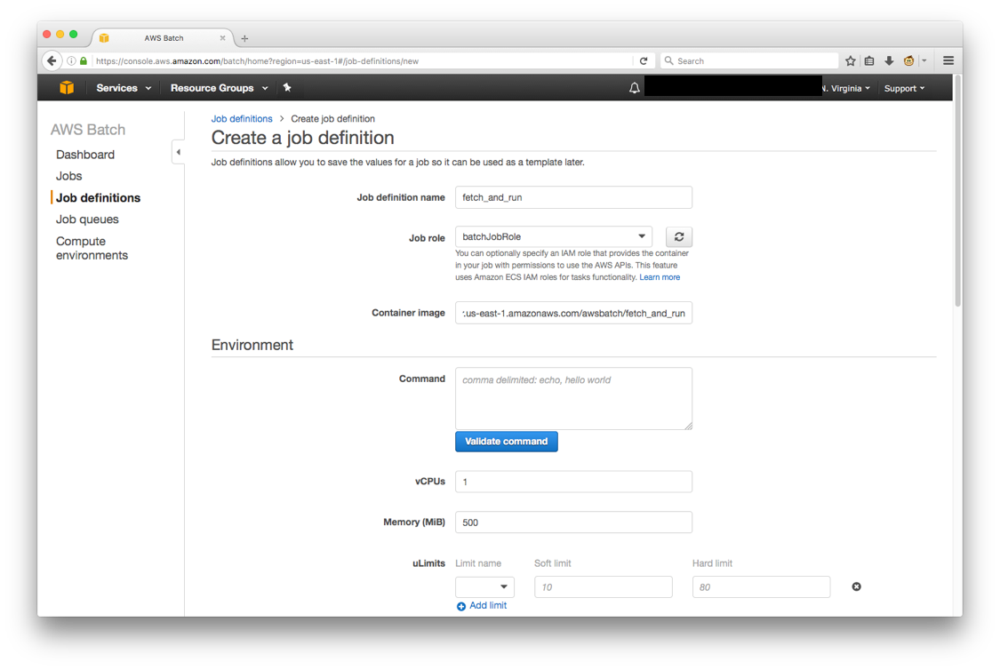 AWS Batch
https://console.aws.amazon.com/batch/home?region=us-east-1#/job-definitions/new
Search
Services
Resource Groups
N. Virginia
Support
AWS Batch
Dashboard
Jobs
Job definitions
Job queues
Compute
environments
Job definitions > Create job definition
Create a job definition
Job definitions allow you to save the values for a job so it can be used as a template later.
Job definition name
fetch_and_run
Job role
batchJobRole
You can optionally specify an IAM role that provides the container
in your job with permissions to use the AWS APIs. This feature
uses Amazon ECS IAM roles for tasks functionality. Learn more
Container image
.us-east-1.amazonaws.com/awsbatch/fetch_and_run
Environment
Command
comma delimited: echo, hello world
Validate command
vCPUs
1
Memory (MiB)
500
uLimits
Limit name
Soft limit
Hard limit
10
80
Add limit